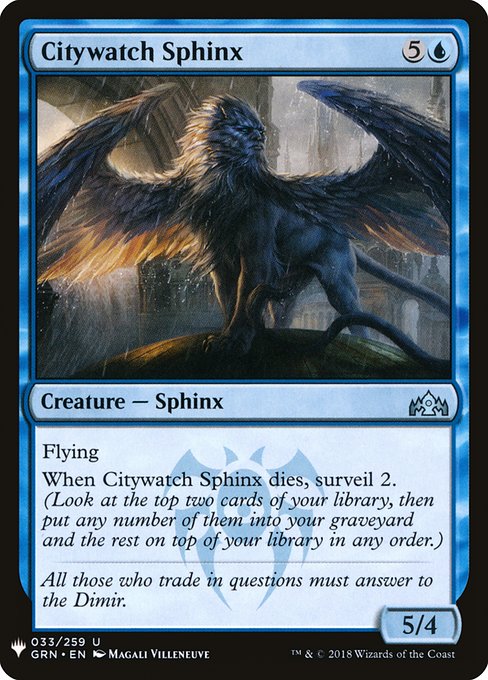 Citywatch Sphinx 5
Creature — Sphinx
Flying
When Citywatch Sphinx dies, surveil 2.
(Look at the top two cards of your library, then
put any number of them into your graveyard
and the rest on top of your library in any order.)
All those who trade in questions must answer to
the Dimir.
5/4
033/259 U
GRN • EN Magali Villeneuve
™ & © 2018 Wizards of the Coast